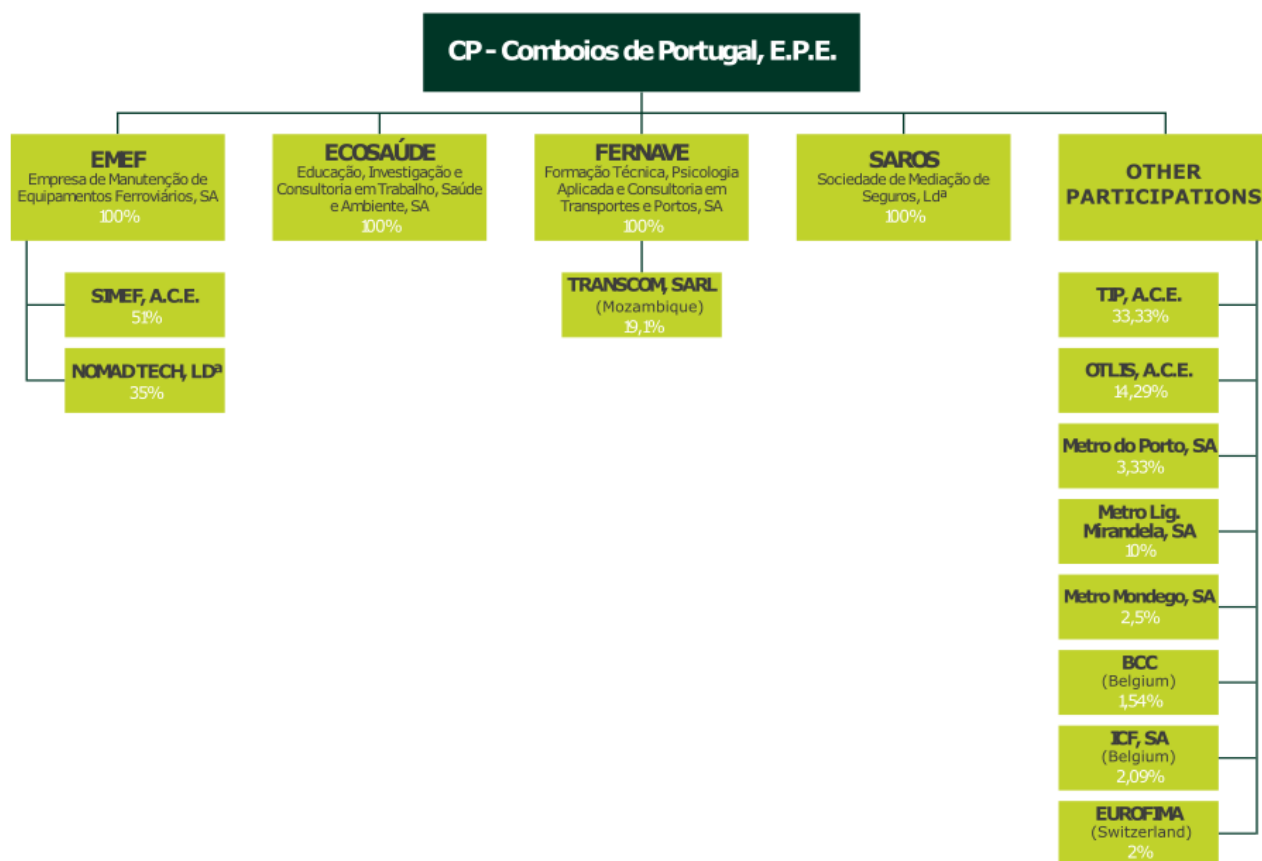 CP - Comboios de Portugal, E.P.E.
EMEF
Empresa de Manutenção de
Equipamentos Ferroviários, SA
100%
ECOSAÚDE
Educação, Investigação e
Consultoria em Trabalho, Saúde
e Ambiente, SA
100%
FERNAVE
Formação Técnica, Psicologia
Aplicada e Consultoria em
Transportes e Portos, SA
100%
SAROS
Sociedade de Mediação de
Seguros, Ldª
100%
OTHER
PARTICIPATIONS
SIMEF, A.C.E.
51%
NOMAD TECH, LDª
35%
TRANSCOM, SARL
(Mozambique)
19,1%
TIP, A.C.E.
33,33%
OTLIS, A.C.E.
14,29%
Metro do Porto, SA
3,33%
Metro Lig.
Mirandela, SA
10%
Metro Mondego, SA
2,5%
BCC
(Belgium)
1,54%
ICF, SA
(Belgium)
2,09%
EUROFIMA
(Switzerland)
2%